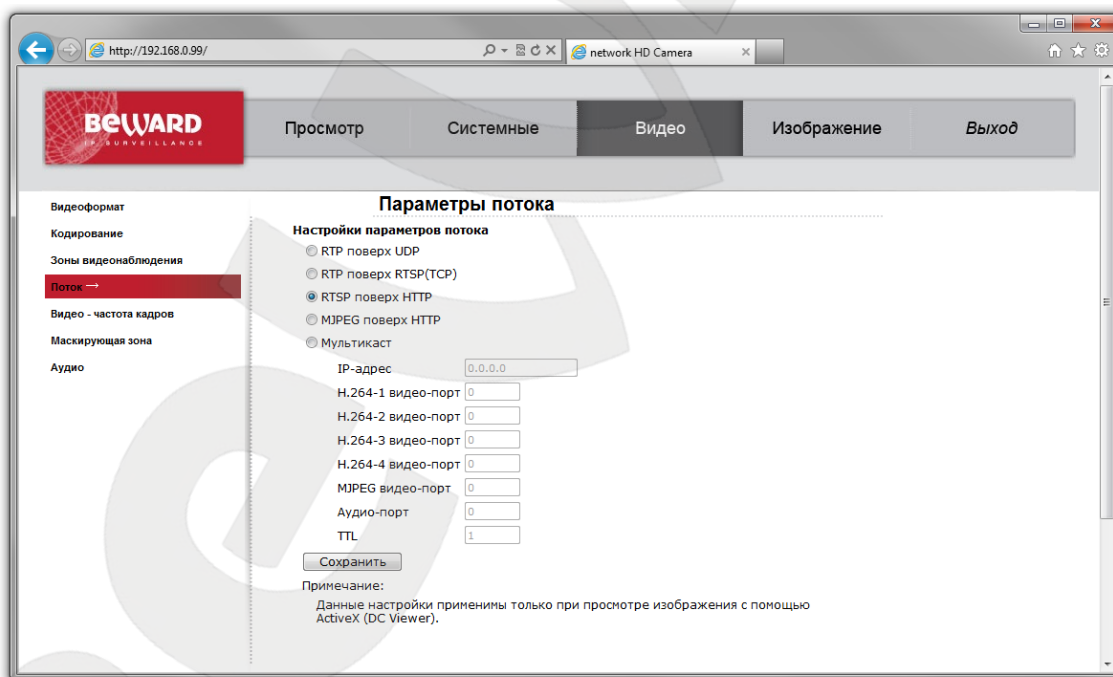 http://192.168.0.99/
network HD Camera
BEWARD
IP SURVEILLANCE
Просмотр
Системные
Видео
Изображение
Выход
Видеоформат
Кодирование
Зоны видеонаблюдения
Поток →
Видео - частота кадров
Маскирующая зона
Аудио
Параметры потока
Настройки параметров потока
RTP поверх UDP
RTP поверх RTSP(TCP)
RTSP поверх HTTP
MJPEG поверх HTTP
Мультикаст
IP-адрес 0.0.0.0
H.264-1 видео-порт 0
H.264-2 видео-порт 0
H.264-3 видео-порт 0
H.264-4 видео-порт 0
MJPEG видео-порт 0
Аудио-порт 0
TTL 1
Сохранить
Примечание:
Данные настройки применимы только при просмотре изображения с помощью
ActiveX (DC Viewer).